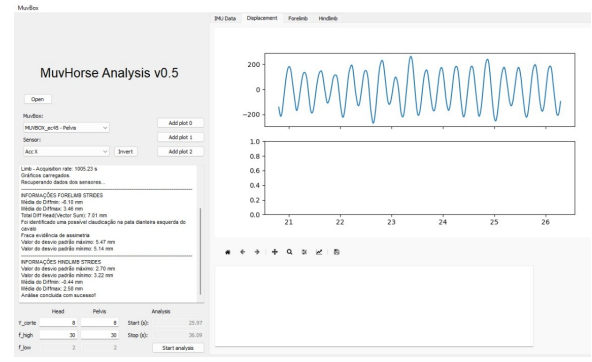 MuvBox
IMU Data Displacement Forelimb Hindlimb
MuvHorse Analysis v0.5
Open
MuvBox:
MUVBOX_ec45 - Pelva
Add plot 0
Sensor:
Add plot 1
Acc X
Invert
Add plot 2
Limb - Acquisiton rate: 1005.23 s
Gráficos carregados
Recuperando dados dos sensores...
INFORMAÇÕES FORELIMB STRIDES
Média do Diffmin: -6.10 mm
Média do Diffmax: 3.46 mm
Total Diff Head(Vector Sum): 7.01 mm
Foi identificado uma possível claudicação na pata dianteira esquerda do
cavalo
Fraca evidência de assimetria
Valor do desvio padrão máximo: 5.47 mm
Valor do desvio padrão mínimo: 5.14 mm
INFORMAÇÕES HINDLIMB STRIDES
Valor do desvio padrão máximo: 2.70 mm
Valor do desvio padrão mínimo: 3.22 mm
Média do Diffmin: -0.44 mm
Média do Diffmax: 2.58 mm
Análise concluída com sucesso!
Head Pelvis Analysis
Y_corte 8 8 Start (s): 25.97
f_high 30 30 Stop (s): 36.09
f_low 2 2 Start analysis
200
0
−200
1.0
0.8
0.6
0.4
0.2
0.0
21 22 23 24 25 26